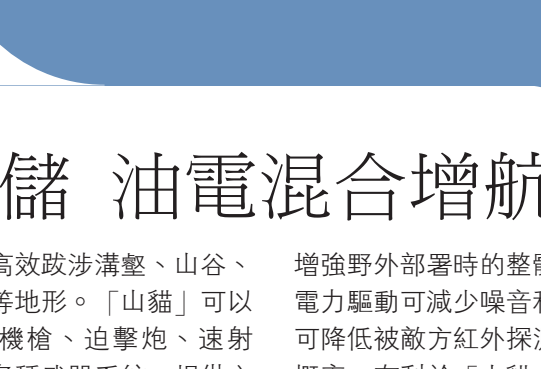 儲 油電混合增航
高效跋涉溝壑、山谷、
等地形。「山貓」可以
機槍、迫擊炮、速射
增強野外部署時的整體
電力驅動可減少噪音和
可降低被敵方紅外探測